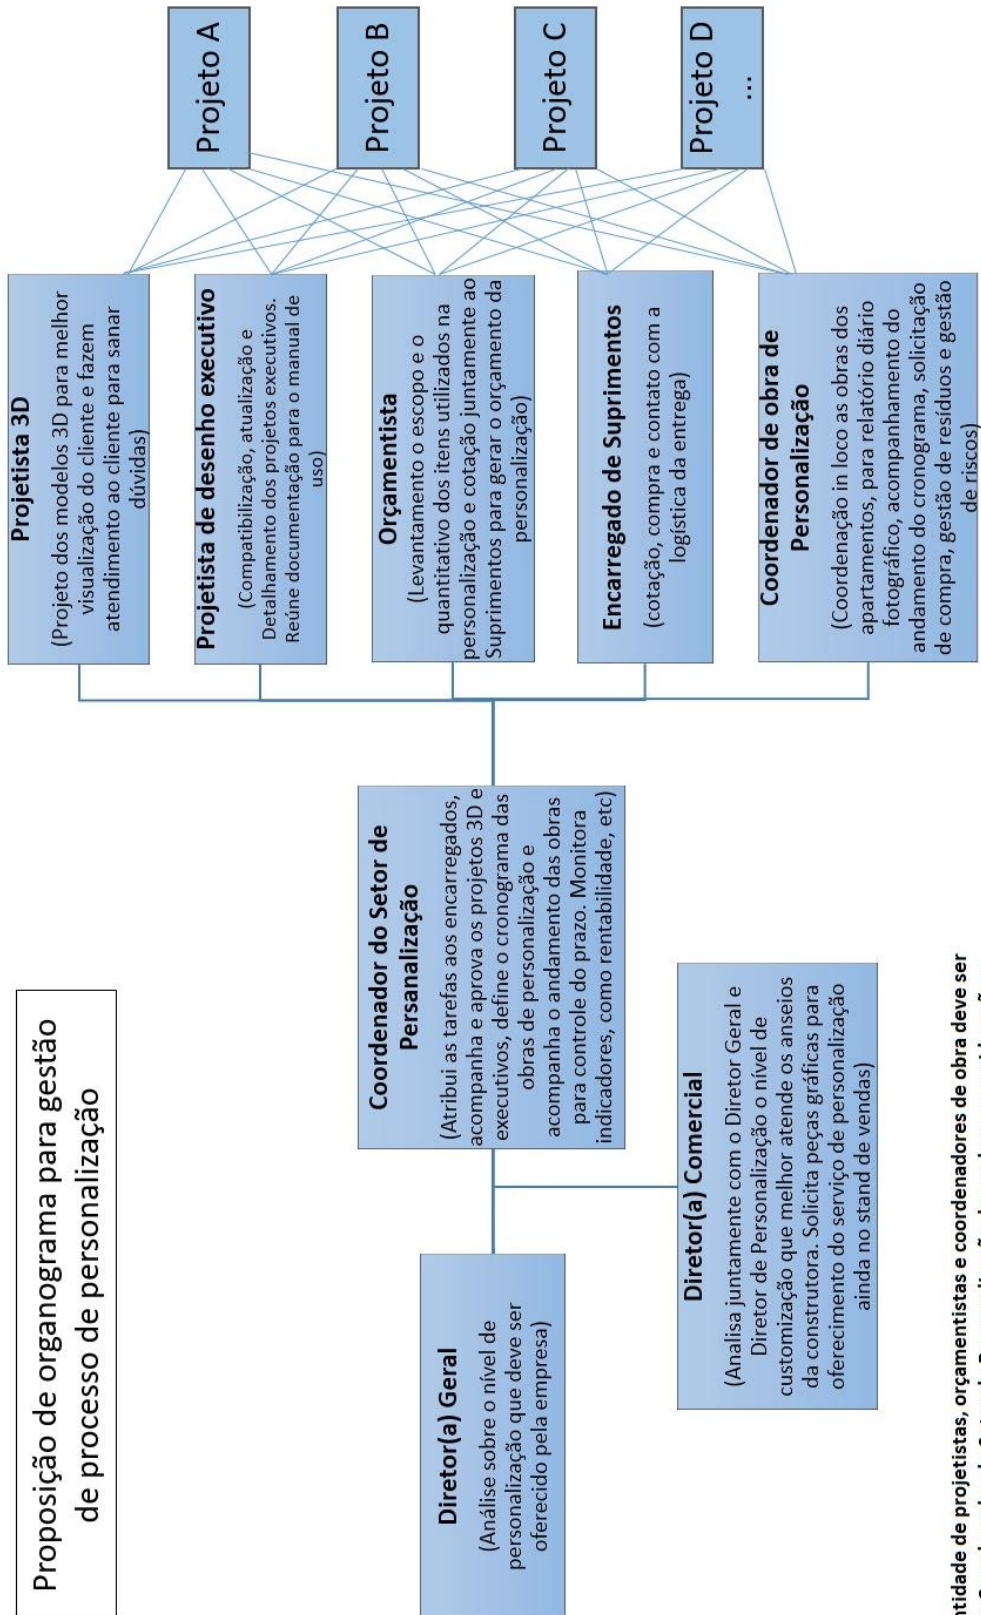 Proposição de organograma para gestão
de processo de personalização
Diretor(a) Geral
(Análise sobre o nível de
personalização que deve ser
oferecido pela empresa)
Diretor(a) Comercial
(Analisa juntamente com o Diretor Geral e
Diretor de Personalização o nível de
customização que melhor atende os anseios
da construtora. Solicita peças gráficas para
oferecimento do serviço de personalização
ainda no stand de vendas)
Coordenador do Setor de
Persanalização
(Atribui as tarefas aos encarregados,
acompanha e aprova os projetos 3D e
executivos, define o cronograma das
obras de personalização e
acompanha o andamento das obras
para controle do prazo. Monitora
indicadores, como rentabilidade, etc)
Projetista 3D
(Projeto dos modelos 3D para melhor
visualização do cliente e fazem
atendimento ao cliente para sanar
dúvidas)
Projetista de desenho executivo
(Compatibilização, atualização e
Detalhamento dos projetos executivos.
Reúne documentação para o manual de
uso)
Orçamentista
(Levantamento o escopo e o
quantitativo dos itens utilizados na
personalização e cotação juntamente ao
Suprimentos para gerar o orçamento da
personalização)
Encarregado de Suprimentos
(cotação, compra e contato com a
logística da entrega)
Coordenador de obra de
Personalização
(Coordenação in loco as obras dos
apartamentos, para relatório diário
fotográfico, acompanhamento do
andamento do cronograma, solicitação
de compra, gestão de resíduos e gestão
de riscos)
Projeto A
Projeto B
Projeto C
Projeto D
...
de projetistas, orçamentistas e coordenadores de obra deve ser